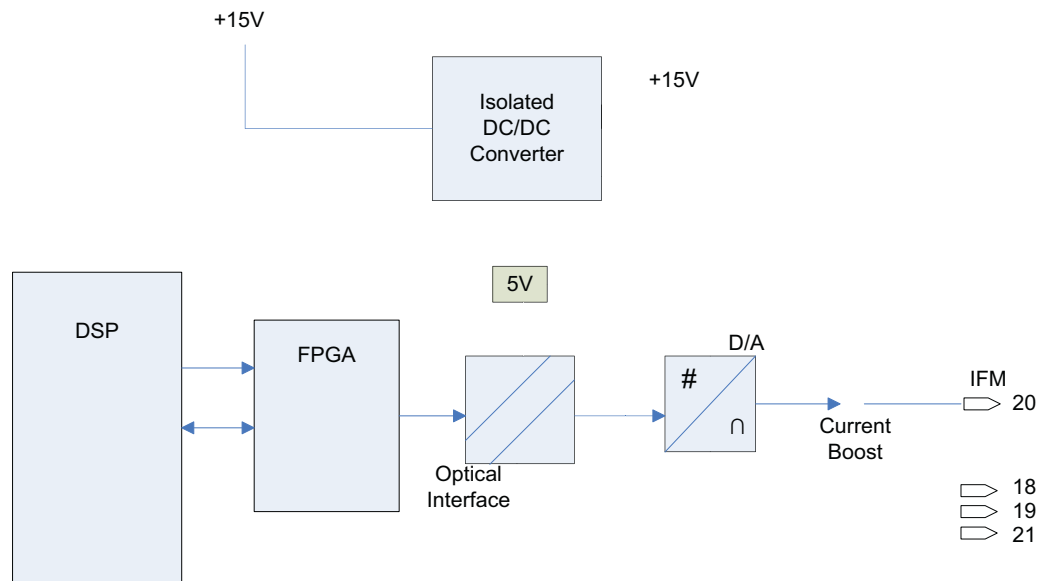 +15V
+15V
Isolated
DC/DC
Converter
5V
DSP
FPGA
D/A
#
∩
IFM
20
Current
Boost
Optical
Interface
18
19
21